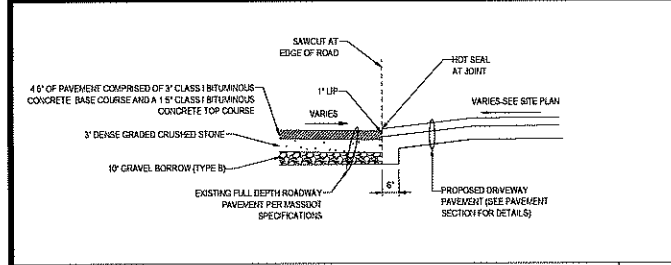 SAWCUT AT
EDGE OF ROAD
HOT SEAL
AT JOINT
4.5" OF PAVEMENT COMPRISED OF 3" CLASS I BITUMINOUS
CONCRETE BASE COURSE AND A 1.5" CLASS I BITUMINOUS
CONCRETE TOP COURSE
1" LIP
VARIES
VARIES-SEE SITE PLAN
3" DENSE GRADED CRUSHED STONE
10" GRAVEL BORROW (TYPE B)
6"
EXISTING FULL DEPTH ROADWAY
PAVEMENT PER MASSDOT
SPECIFICATIONS
PROPOSED DRIVEWAY
PAVEMENT (SEE PAVEMENT
SECTION FOR DETAILS)